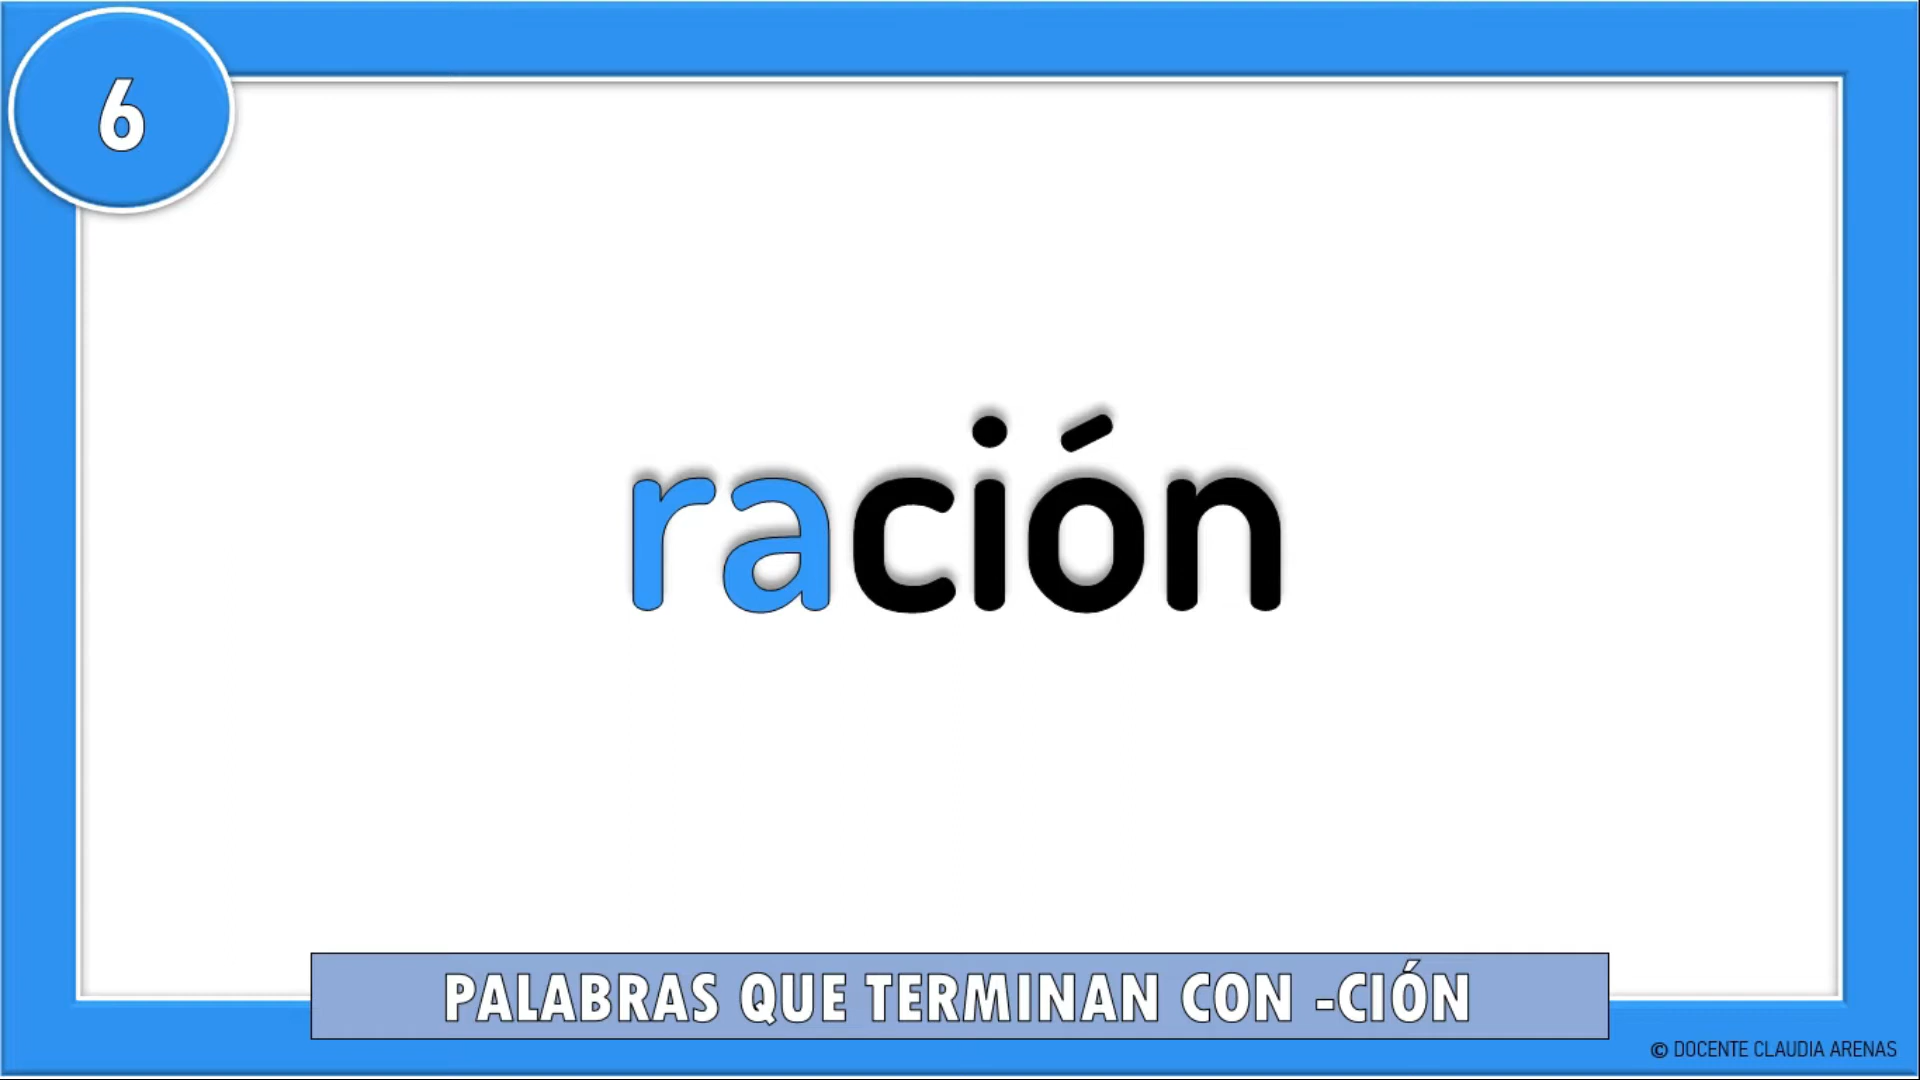 6
ración
PALABRAS QUE TERMINAN CON -CIÓN
© DOCENTE CLAUDIA ARENAS